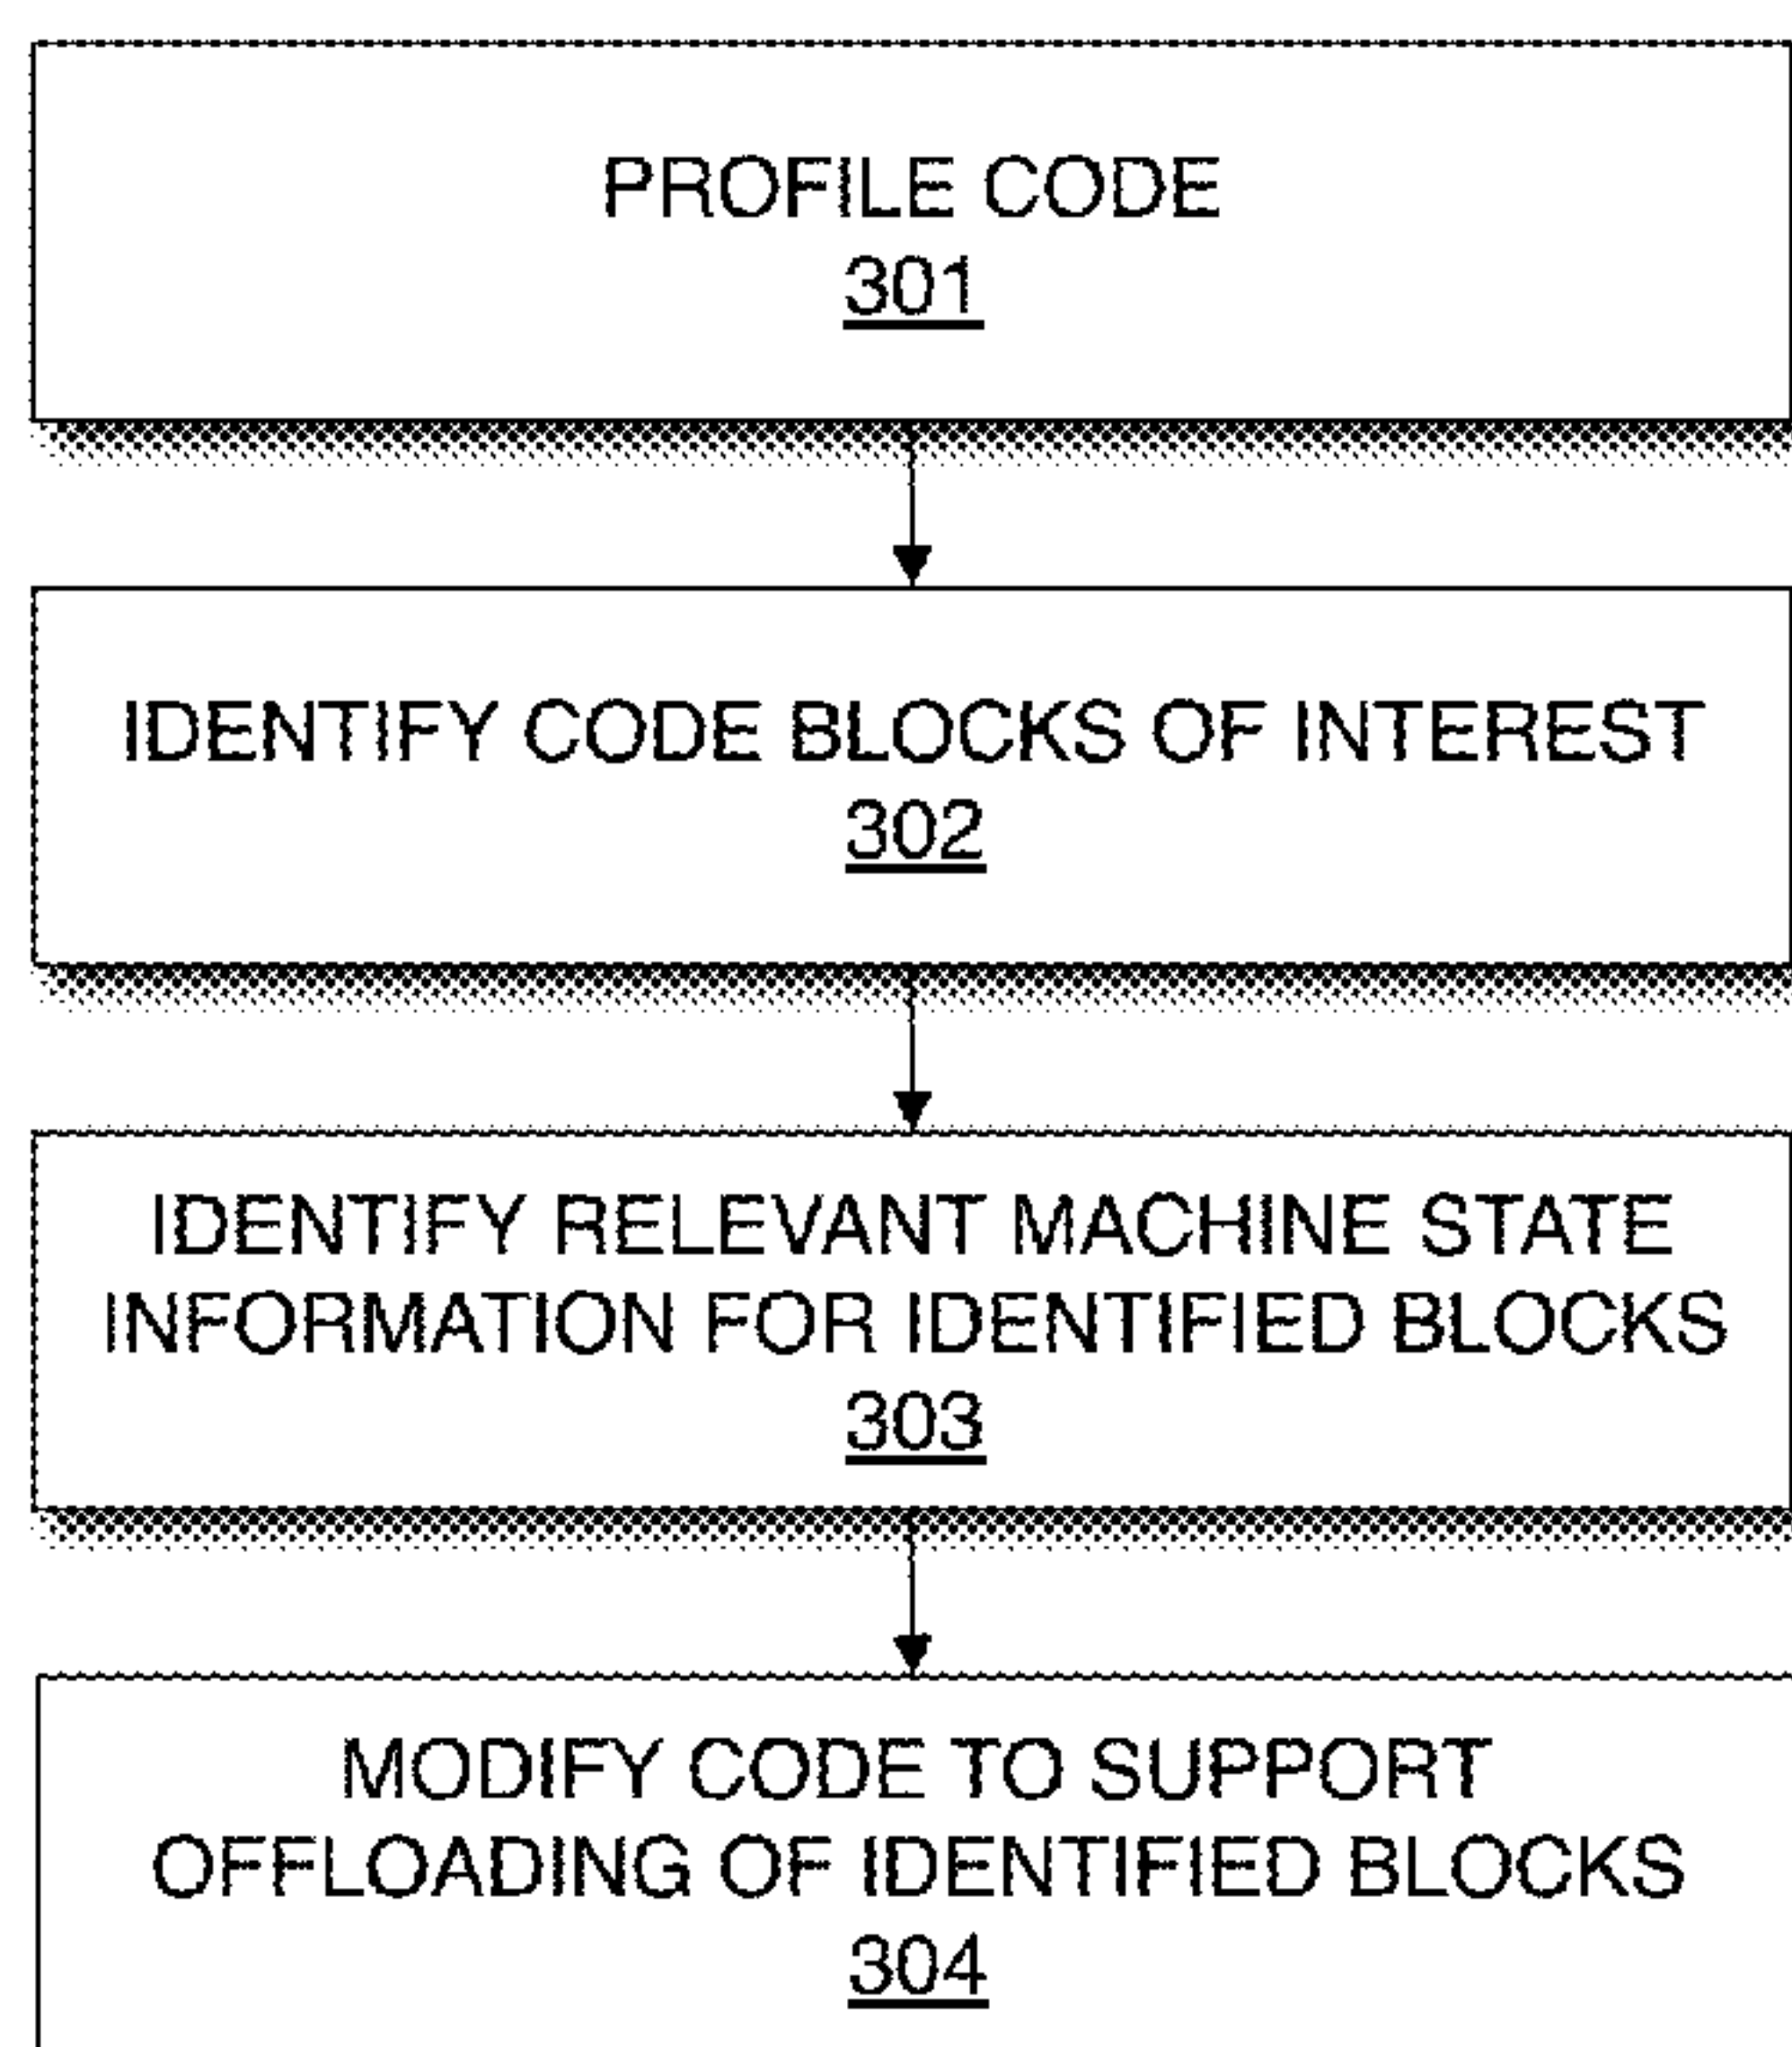 PROFILE CODE
301
IDENTIFY CODE BLOCKS OF INTEREST
302
IDENTIFY RELEVANT MACHINE STATE
INFORMATION FOR IDENTIFIED BLOCKS
303
MODIFY CODE TO SUPPORT
OFFLOADING OF IDENTIFIED BLOCKS
304